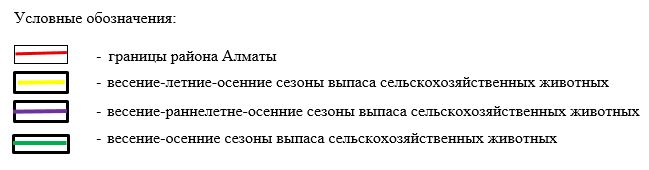 Условные обозначения:
- границы района Алматы
- весение-летние-осенние сезоны выпаса сельскохозяйственных животных
- весение-раннелетне-осенние сезоны выпаса сельскохозяйственных животных
- весение-осенние сезоны выпаса сельскохозяйственных животных